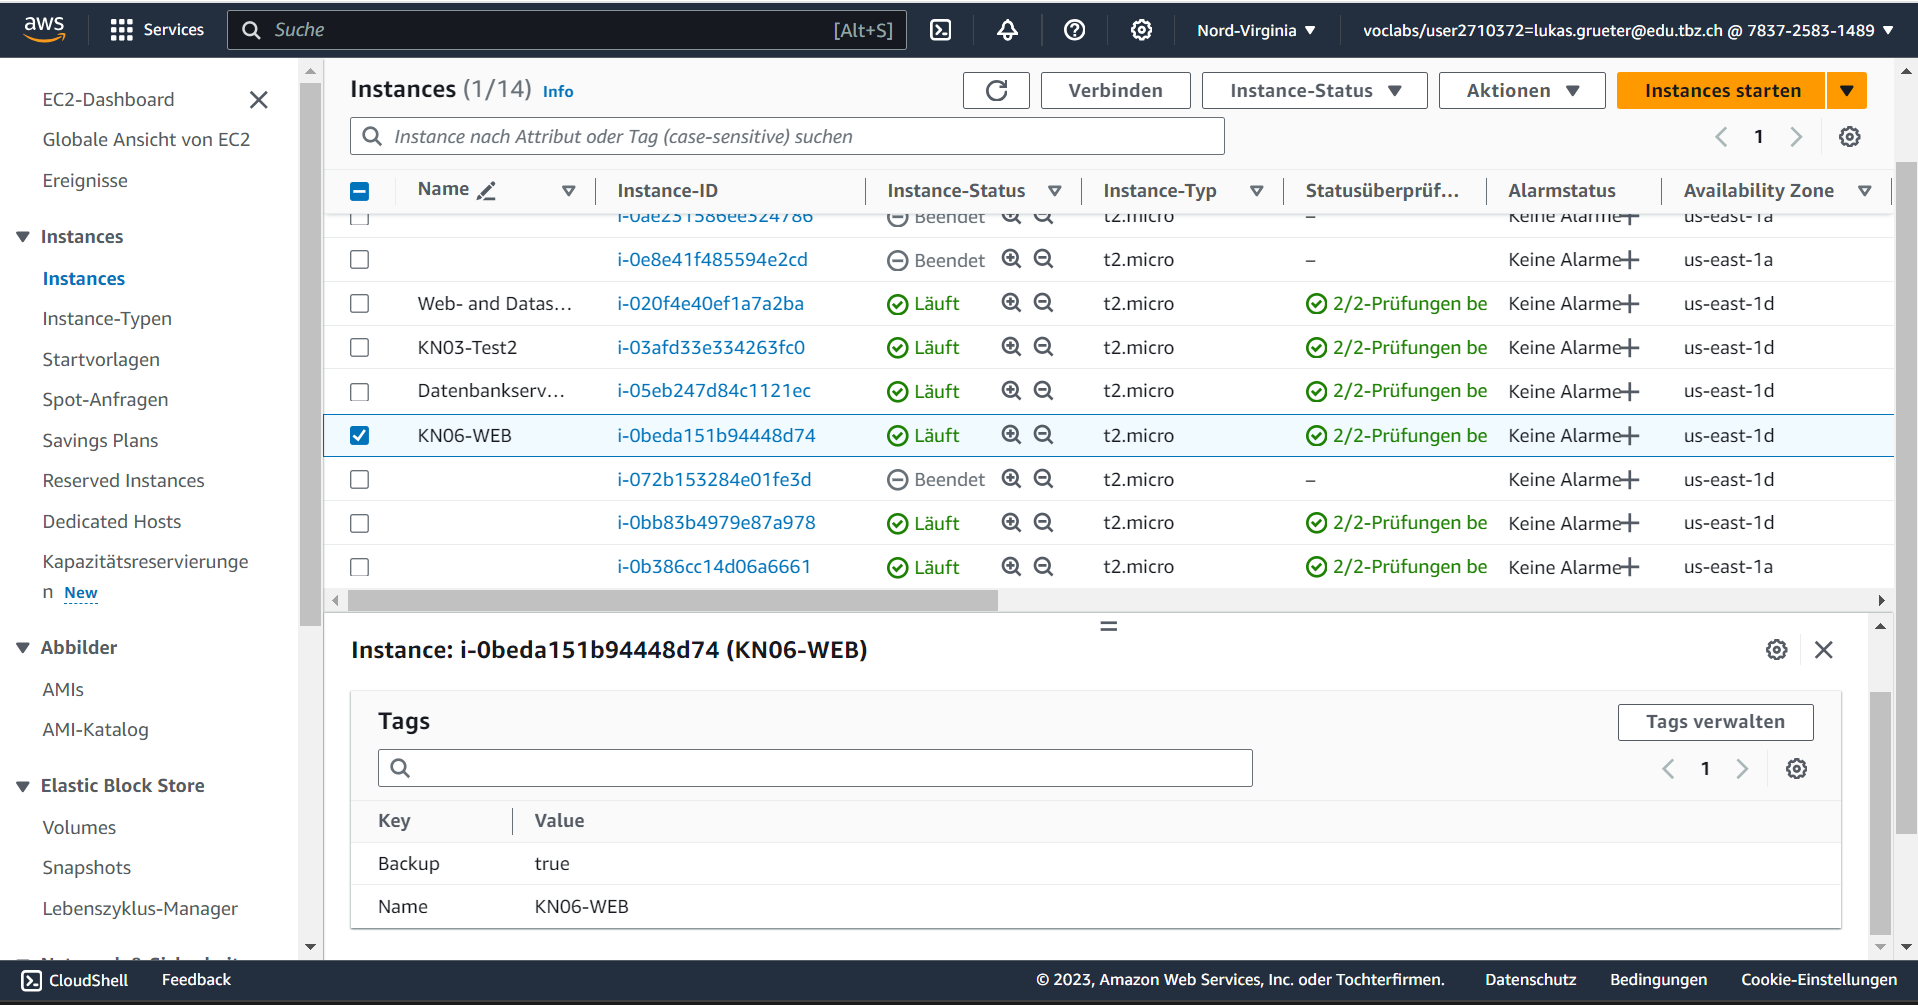 aws
Services
Suche
[Alt+S]
Nord-Virginia
voclabs/user2710372=lukas.grueter@edu.tbz.ch @ 7837-2583-1489
EC2-Dashboard
Globale Ansicht von EC2
Ereignisse
Instances
Instances
Instance-Typen
Startvorlagen
Spot-Anfragen
Savings Plans
Reserved Instances
Dedicated Hosts
Kapazitätsreservierunge
n New
Abbilder
AMIs
AMI-Katalog
Elastic Block Store
Volumes
Snapshots
Lebenszyklus-Manager
Instances (1/14) Info
Verbinden
Instance-Status
Aktionen
Instances starten
Instance nach Attribut oder Tag (case-sensitive) suchen
1
Name Instance-ID Instance-Status Instance-Typ Statusüberprüf... Alarmstatus Availability Zone
i-0ae231586ee324786 Beendet t2.micro – Keine Alarme us-east-1a
i-0e8e41f485594e2cd Beendet t2.micro – Keine Alarme us-east-1a
Web- and Datas... i-020f4e40ef1a7a2ba Läuft t2.micro 2/2-Prüfungen be Keine Alarme us-east-1d
KN03-Test2 i-03afd33e334263fc0 Läuft t2.micro 2/2-Prüfungen be Keine Alarme us-east-1d
Datenbankserv... i-05eb247d84c1121ec Läuft t2.micro 2/2-Prüfungen be Keine Alarme us-east-1d
KN06-WEB i-0beda151b94448d74 Läuft t2.micro 2/2-Prüfungen be Keine Alarme us-east-1d
i-072b153284e01fe3d Beendet t2.micro – Keine Alarme us-east-1d
i-0bb83b4979e87a978 Läuft t2.micro 2/2-Prüfungen be Keine Alarme us-east-1d
i-0b386cc14d06a6661 Läuft t2.micro 2/2-Prüfungen be Keine Alarme us-east-1a
Instance: i-0beda151b94448d74 (KN06-WEB)
Tags
Tags verwalten
1
Key Value
Backup true
Name KN06-WEB
CloudShell
Feedback
© 2023, Amazon Web Services, Inc. oder Tochterfirmen.
Datenschutz
Bedingungen
Cookie-Einstellungen